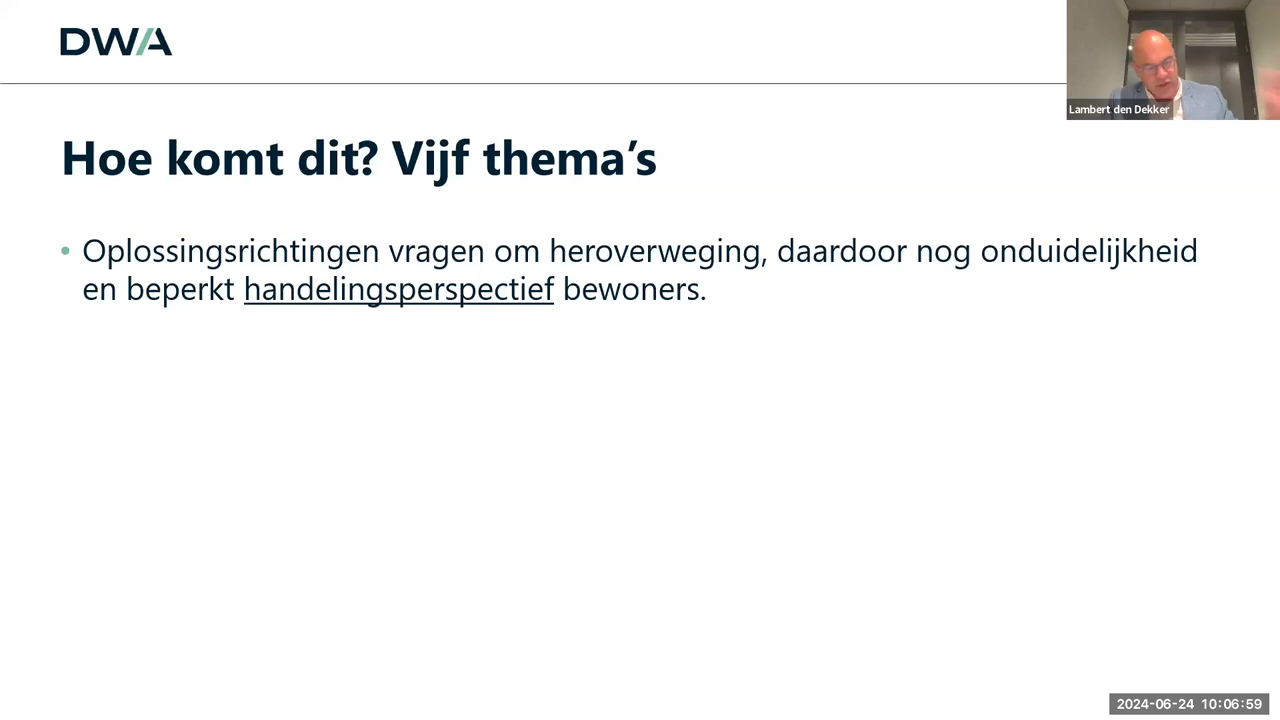 DWA
Lambert den Dekker
Hoe komt dit? Vijf thema’s
• Oplossingsrichtingen vragen om heroverweging, daardoor nog onduidelijkheid
en beperkt handelingsperspectief bewoners.
2024-06-24 10:06:59